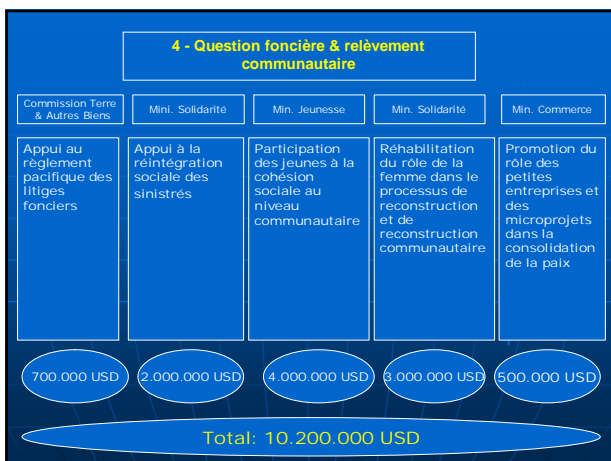 4 - Question foncière & relèvement
communautaire
Commission Terre
& Autres Biens
Mini. Solidarité
Min. Jeunesse
Min. Solidarité
Min. Commerce
Appui au
règlement
pacifique des
litiges
fonciers
Appui à la
réintégration
sociale des
sinistrés
Participation
des jeunes à la
cohésion
sociale au
niveau
communautaire
Réhabilitation
du rôle de la
femme dans le
processus de
reconstruction
et de
reconstruction
communautaire
Promotion du
rôle des
petites
entreprises et
des
microprojets
dans la
consolidation
de la paix
700.000 USD
2.000.000 USD
4.000.000 USD
3.000.000 USD
500.000 USD
Total: 10.200.000 USD